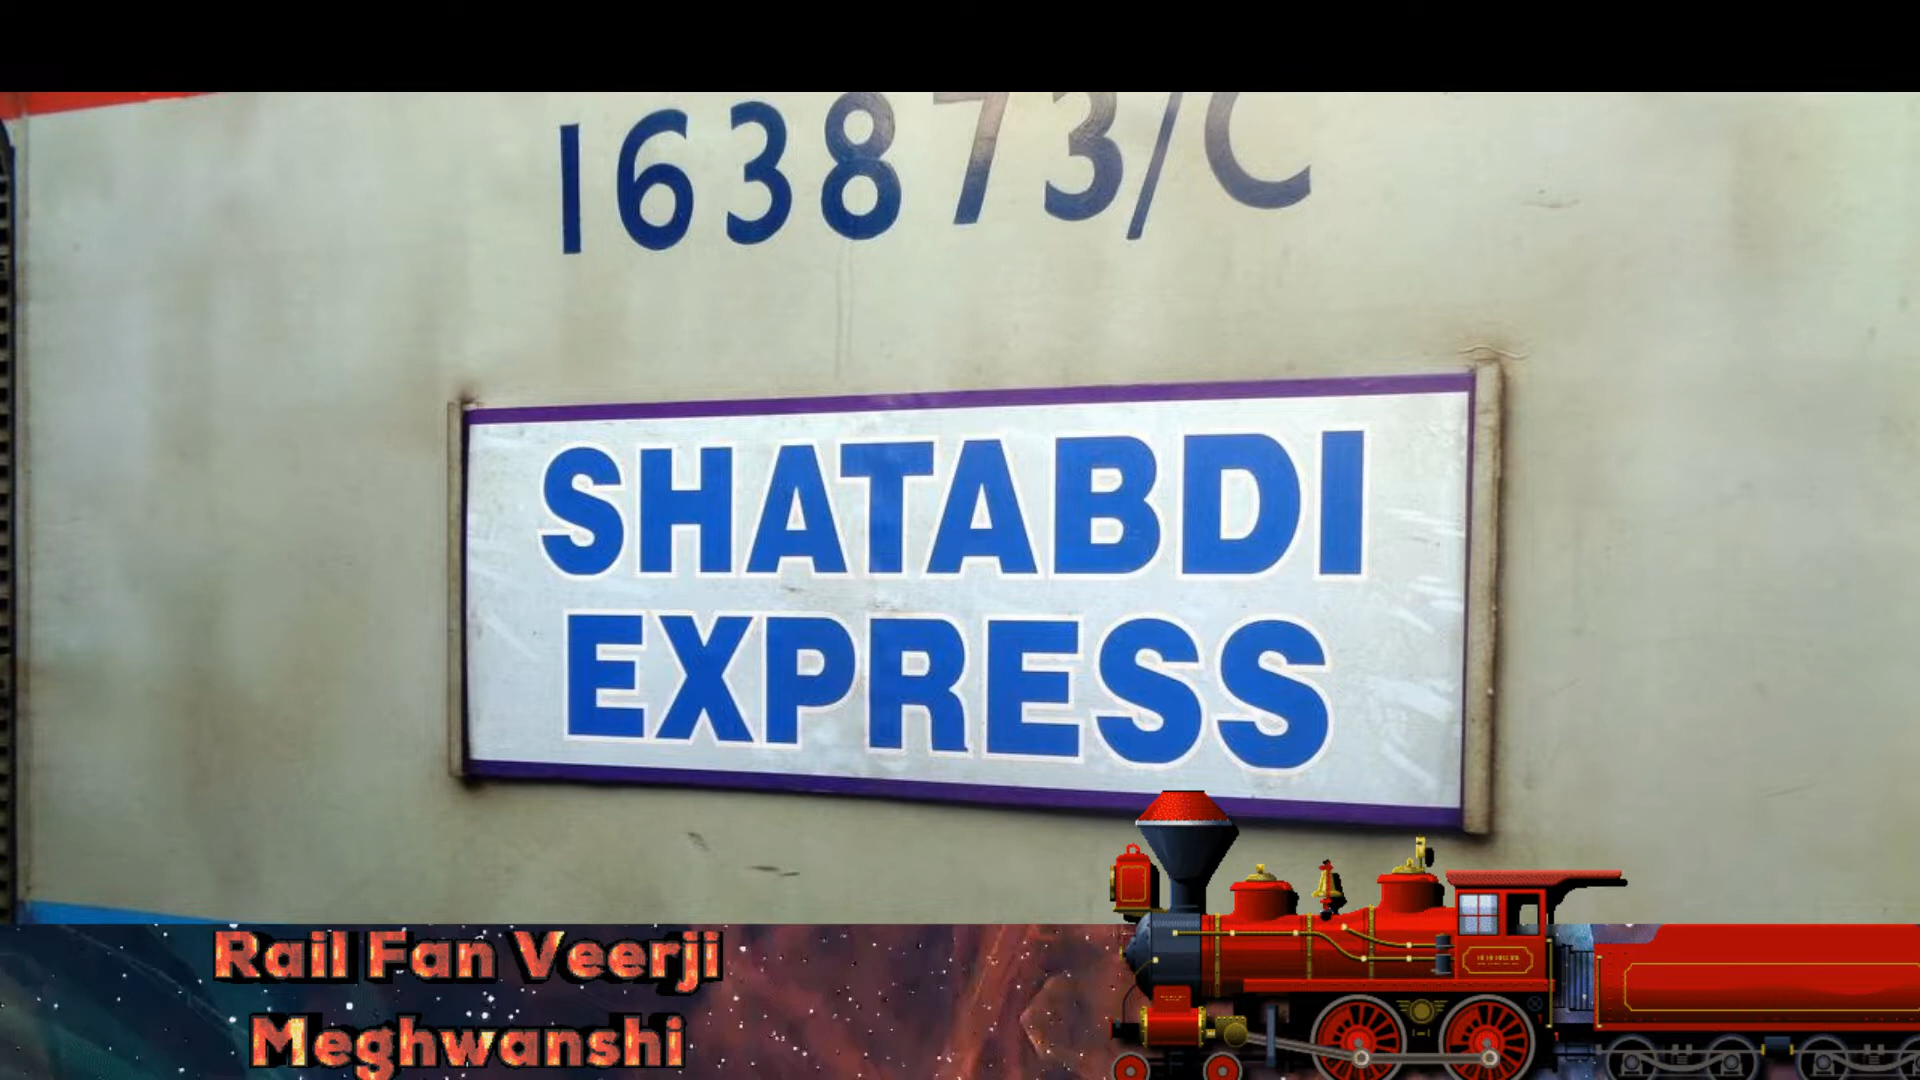 163873/C
SHATABDI
EXPRESS
Rail Fan Veerji
Meghwanshi